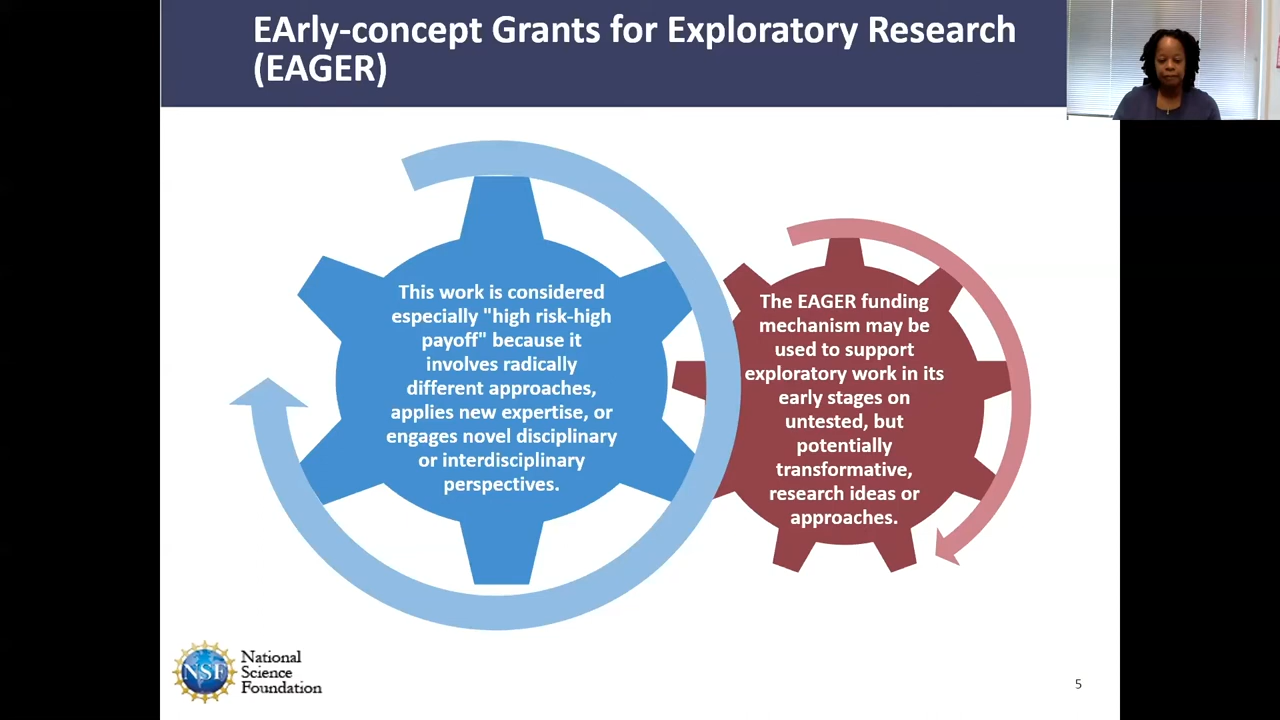 EArly-concept Grants for Exploratory Research
(EAGER)
This work is considered
especially "high risk-high
payoff" because it
involves radically
different approaches,
applies new expertise, or
engages novel disciplinary
or interdisciplinary
perspectives.
The EAGER funding
mechanism may be
used to support
exploratory work in its
early stages on
untested, but
potentially
transformative,
research ideas or
approaches.
NSF
National
Science
Foundation
5